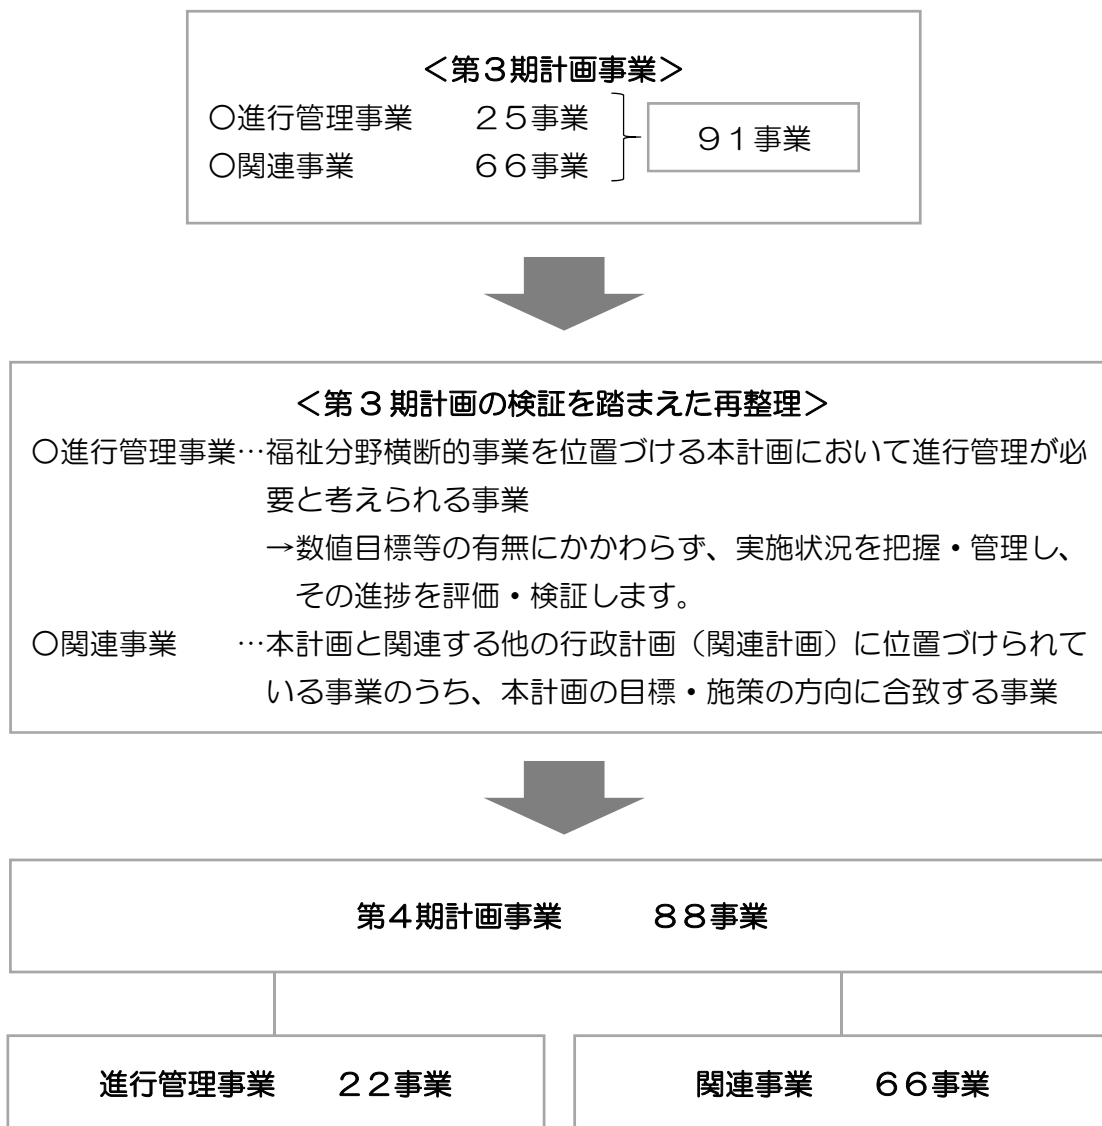 ＜第３期計画事業＞
○進行管理事業　　２５事業
○関連事業　　　　６６事業
９１事業
＜第３期計画の検証を踏まえた再整理＞
○進行管理事業…福祉分野横断的事業を位置づける本計画において進行管理が必
要と考えられる事業
→数値目標等の有無にかかわらず、実施状況を把握・管理し、
その進捗を評価・検証します。
○関連事業　　…本計画と関連する他の行政計画（関連計画）に位置づけられて
いる事業のうち、本計画の目標・施策の方向に合致する事業
第４期計画事業　　　８８事業
進行管理事業　　２２事業
関連事業　　６６事業